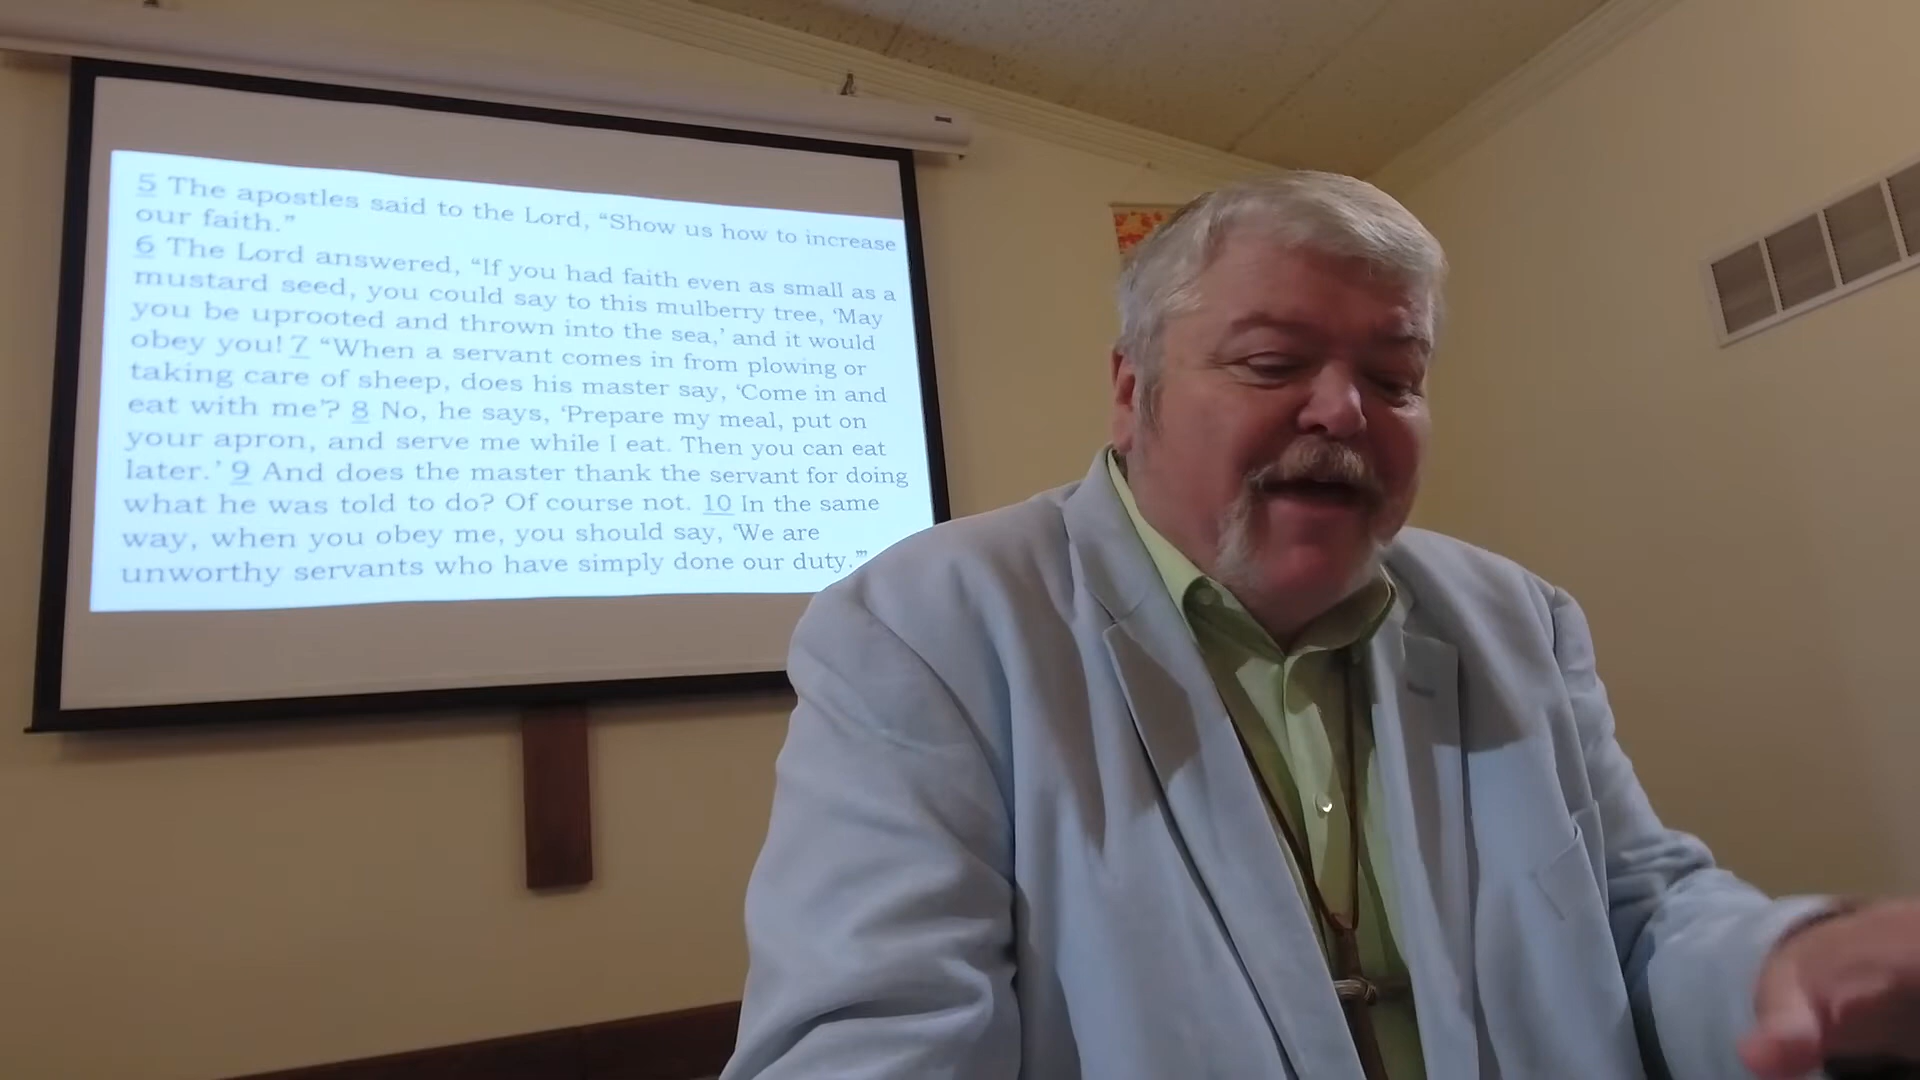 5 The apostles said to the Lord, “Show us how to increase
our faith.”
6 The Lord answered, “If you had faith even as small as a
mustard seed, you could say to this mulberry tree, ‘May
you be uprooted and thrown into the sea,’ and it would
obey you! 7 “When a servant comes in from plowing or
taking care of sheep, does his master say, ‘Come in and
eat with me’? 8 No, he says, ‘Prepare my meal, put on
your apron, and serve me while I eat. Then you can eat
later.’ 9 And does the master thank the servant for doing
what he was told to do? Of course not. 10 In the same
way, when you obey me, you should say, ‘We are
unworthy servants who have simply done our duty.’”